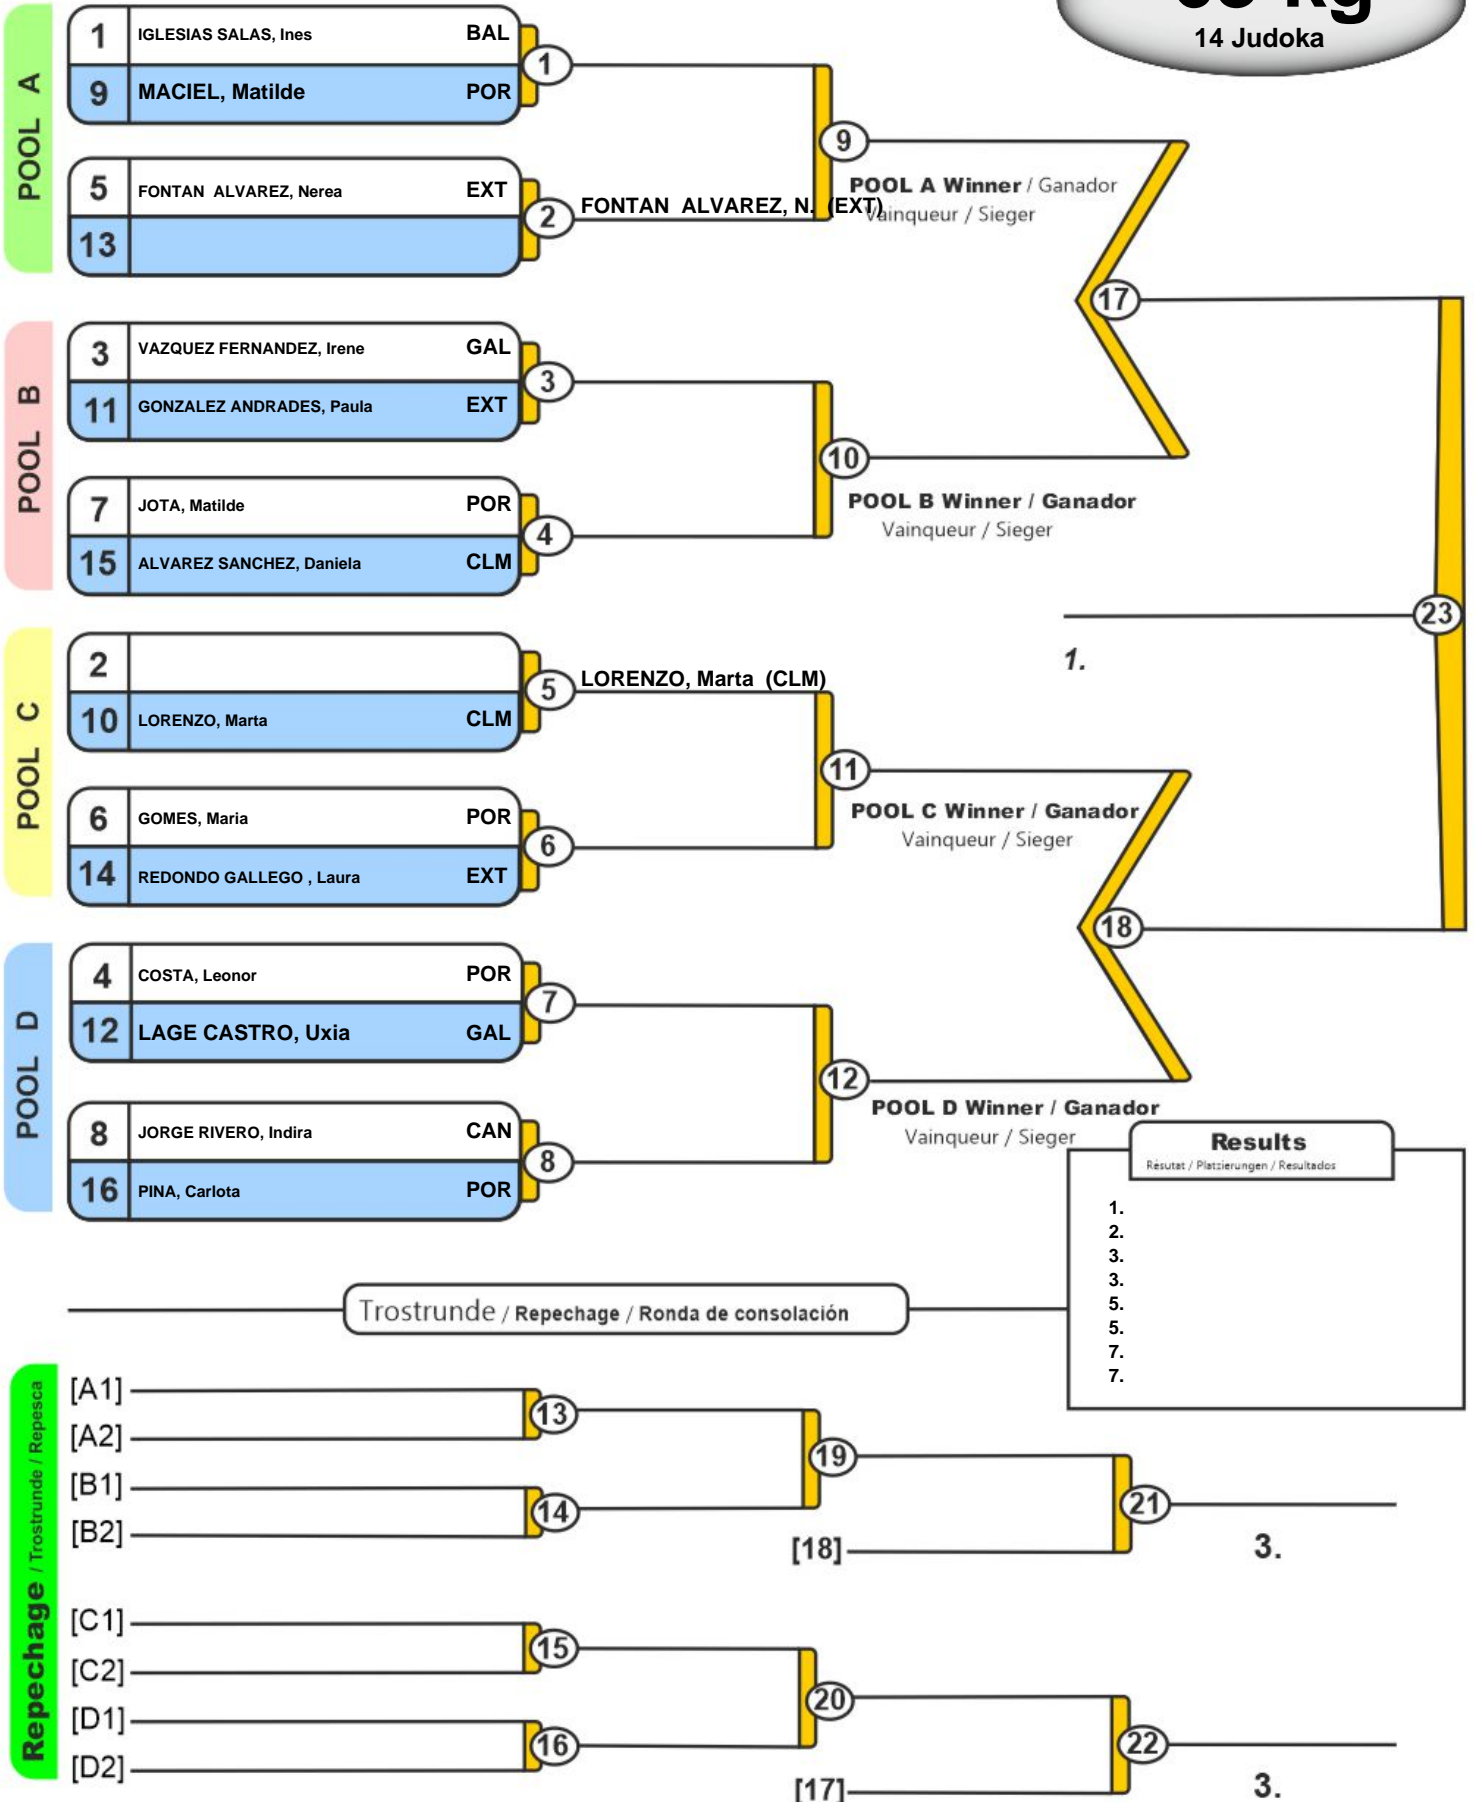 14 Judoka
POOL A
1 IGLESIAS SALAS, Ines BAL
9 MACIEL, Matilde POR
1
5 FONTAN ALVAREZ, Nerea EXT
13
2
FONTAN ALVAREZ, N. (EXT)
9
POOL A Winner / Ganador
Vainqueur / Sieger
17
POOL B
3 VAZQUEZ FERNANDEZ, Irene GAL
11 GONZALEZ ANDRADES, Paula EXT
3
7 JOTA, Matilde POR
15 ALVAREZ SANCHEZ, Daniela CLM
4
10
POOL B Winner / Ganador
Vainqueur / Sieger
23
1.
POOL C
2
10 LORENZO, Marta CLM
5
LORENZO, Marta (CLM)
6 GOMES, Maria POR
14 REDONDO GALLEGO , Laura EXT
6
11
POOL C Winner / Ganador
Vainqueur / Sieger
18
POOL D
4 COSTA, Leonor POR
12 LAGE CASTRO, Uxia GAL
7
8 JORGE RIVERO, Indira CAN
16 PINA, Carlota POR
8
12
POOL D Winner / Ganador
Vainqueur / Sieger
Results
Résutat / Platzierungen / Resultados
1.
2.
3.
3.
5.
5.
7.
7.
Trostrunde / Repechage / Ronda de consolación
Repechage / Trostrunde / Repesca
[A1]
[A2]
13
[B1]
[B2]
14
19
[18]
21
3.
[C1]
[C2]
15
[D1]
[D2]
16
20
[17]
22
3.